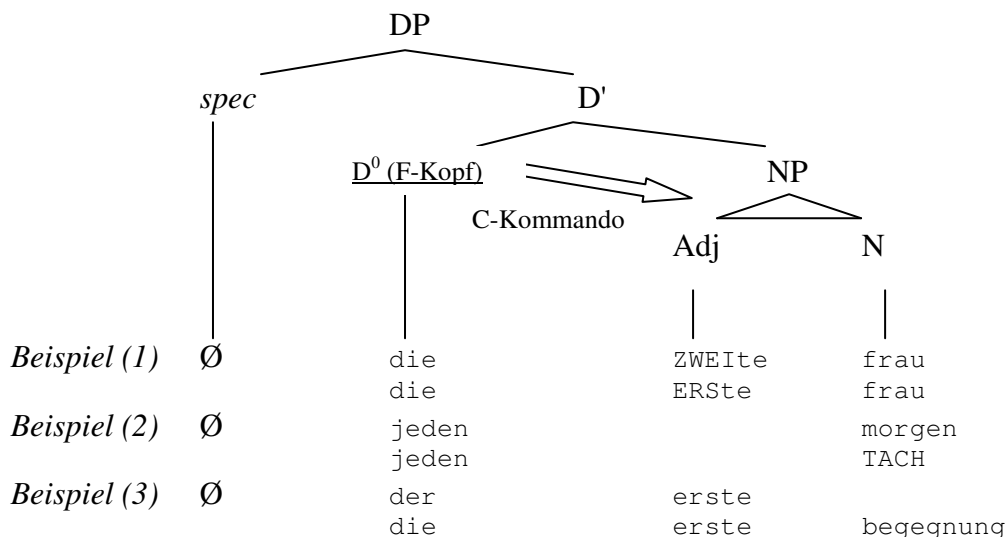 DP
spec D'
D⁰ (F-Kopf) NP
C-Kommando
Adj N
Beispiel (1) Ø die ZWEIte frau
die ERSte frau
Beispiel (2) Ø jeden morgen
jeden TACH
Beispiel (3) Ø der erste
die erste begegnung